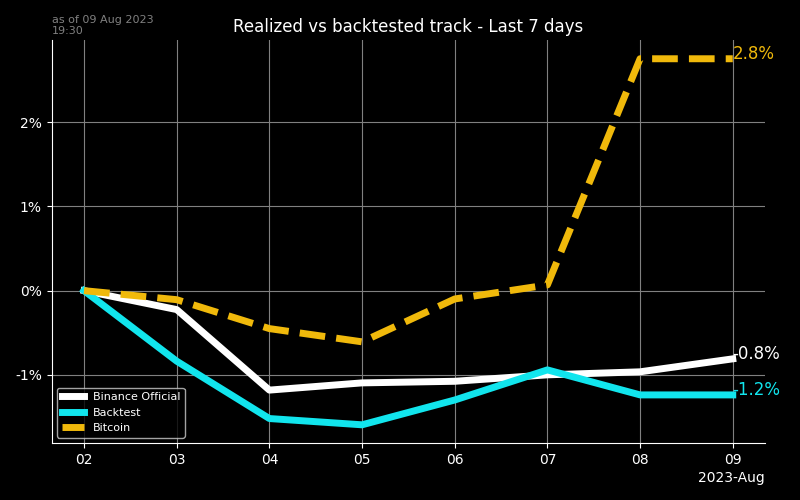 as of 09 Aug 2023
19:30
Realized vs backtested track - Last 7 days
2.8%
2%
1%
0%
-0.8%
-1%
-1.2%
Binance Official
Backtest
Bitcoin
02 03 04 05 06 07 08 09
2023-Aug